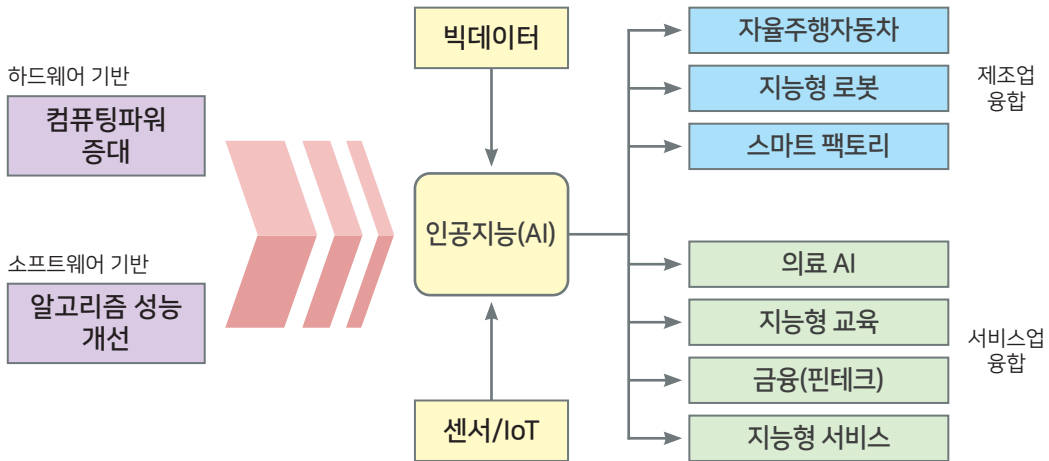 하드웨어 기반
컴퓨팅파워
증대
소프트웨어 기반
알고리즘 성능
개선
빅데이터
인공지능(AI)
센서/IoT
자율주행자동차
지능형 로봇
스마트 팩토리
제조업
융합
의료 AI
지능형 교육
금융(핀테크)
지능형 서비스
서비스업
융합